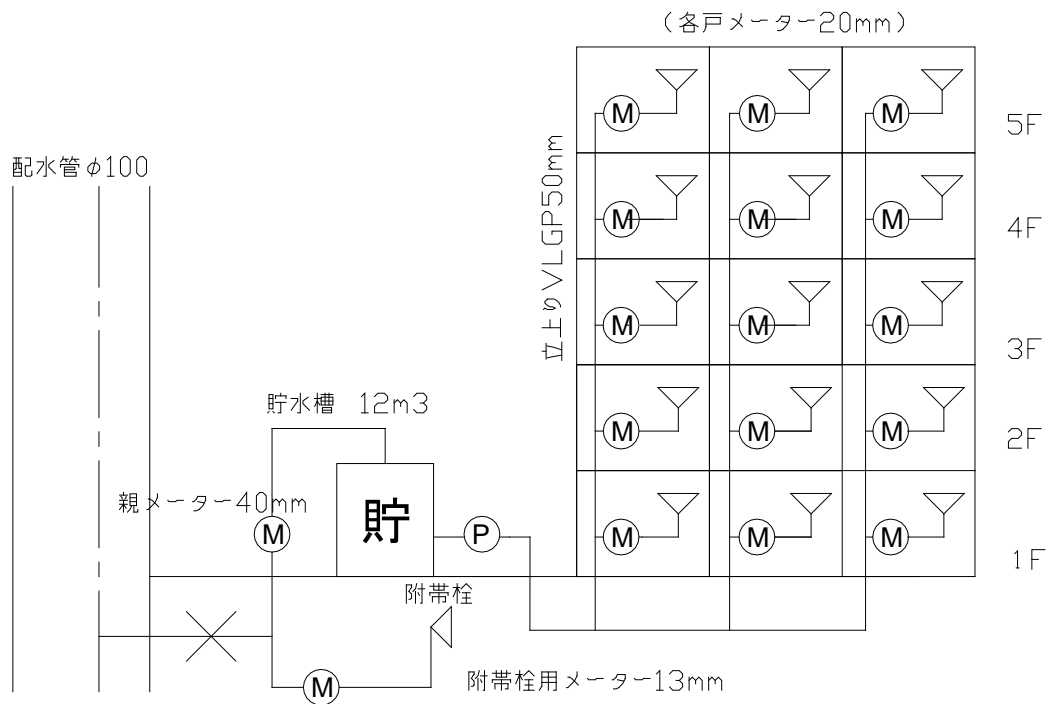 (各戸メーター20mm)
M M M 5F
配水管φ100
立上りVLGP50mm
M M M 4F
M M M 3F
貯水槽 12m3
M M M 2F
親メーター40mm
M 貯 P M M M 1F
附帯栓
M 附帯栓用メーター13mm